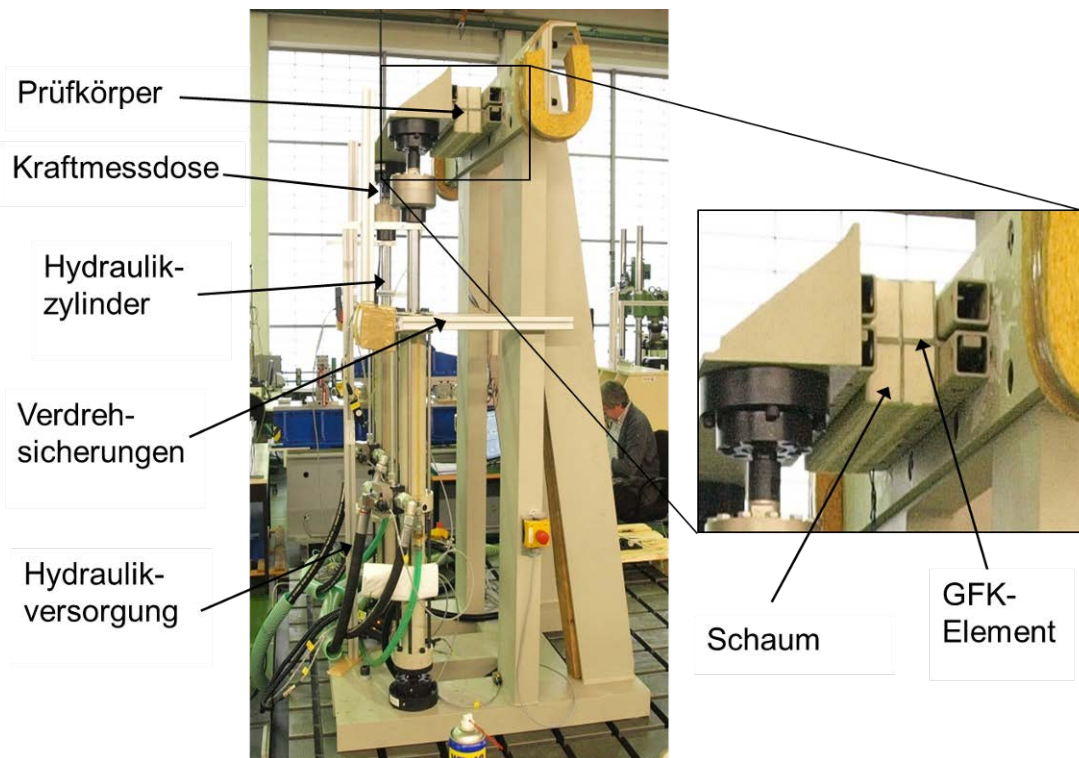 Prüfkörper
Kraftmessdose
Hydraulik-
zylinder
Verdreh-
sicherungen
Hydraulik-
versorgung
Schaum
GFK-
Element